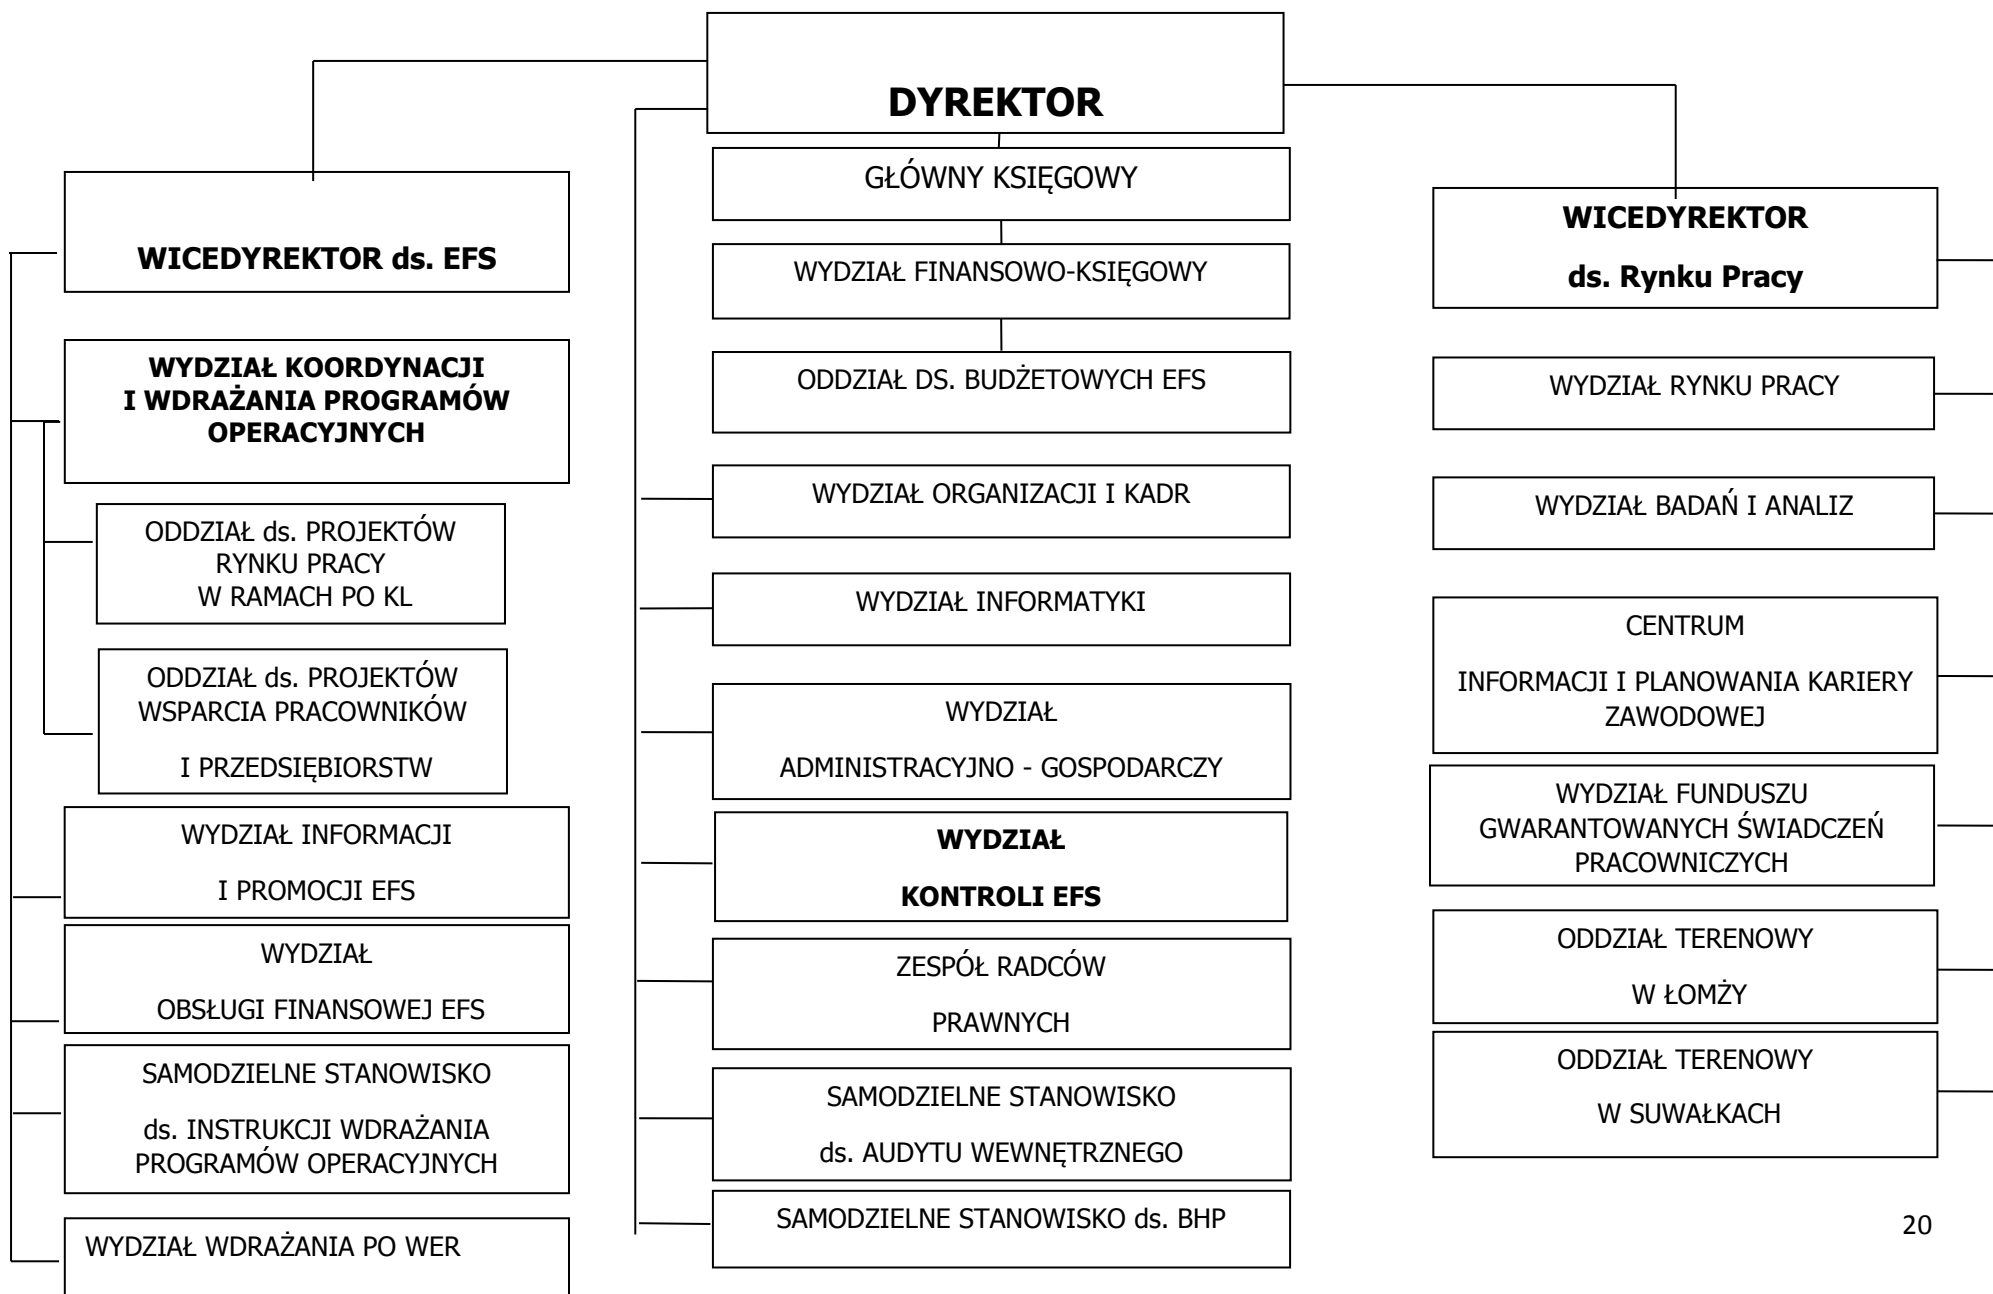 DYREKTOR
WICEDYREKTOR ds. EFS
WYDZIAŁ KOORDYNACJI
I WDRAŻANIA PROGRAMÓW
OPERACYJNYCH
ODDZIAŁ ds. PROJEKTÓW
RYNKU PRACY
W RAMACH PO KL
ODDZIAŁ ds. PROJEKTÓW
WSPARCIA PRACOWNIKÓW
I PRZEDSIĘBIORSTW
WYDZIAŁ INFORMACJI
I PROMOCJI EFS
WYDZIAŁ
OBSŁUGI FINANSOWEJ EFS
SAMODZIELNE STANOWISKO
ds. INSTRUKCJI WDRAŻANIA
PROGRAMÓW OPERACYJNYCH
WYDZIAŁ WDRAŻANIA PO WER
GŁÓWNY KSIĘGOWY
WYDZIAŁ FINANSOWO-KSIĘGOWY
ODDZIAŁ DS. BUDŻETOWYCH EFS
WYDZIAŁ ORGANIZACJI I KADR
WYDZIAŁ INFORMATYKI
WYDZIAŁ
ADMINISTRACYJNO - GOSPODARCZY
WYDZIAŁ
KONTROLI EFS
ZESPÓŁ RADCÓW
PRAWNYCH
SAMODZIELNE STANOWISKO
ds. AUDYTU WEWNĘTRZNEGO
SAMODZIELNE STANOWISKO ds. BHP
WICEDYREKTOR
ds. Rynku Pracy
WYDZIAŁ RYNKU PRACY
WYDZIAŁ BADAŃ I ANALIZ
CENTRUM
INFORMACJI I PLANOWANIA KARIERY
ZAWODOWEJ
WYDZIAŁ FUNDUSZU
GWARANTOWANYCH ŚWIADCZEŃ
PRACOWNICZYCH
ODDZIAŁ TERENOWY
W ŁOMŻY
ODDZIAŁ TERENOWY
W SUWAŁKACH
20